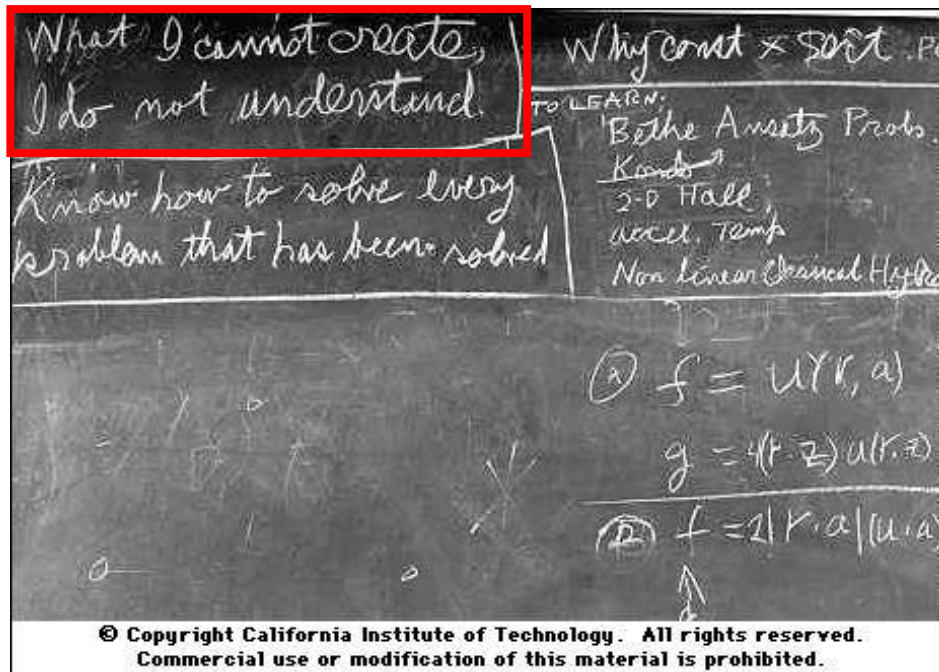 What I cannot create,
I do not understand.
Know how to solve every
problem that has been solved
Why const × sort . PO
TO LEARN:
Bethe Ansatz Probs.
Kondo
2-D Hall
accel. Temp
Non linear Classical Hydro
f = u(r, a)
g = 4(r·z) u(r,z)
f = 2|r·a|(u·a)
© Copyright California Institute of Technology. All rights reserved.
Commercial use or modification of this material is prohibited.